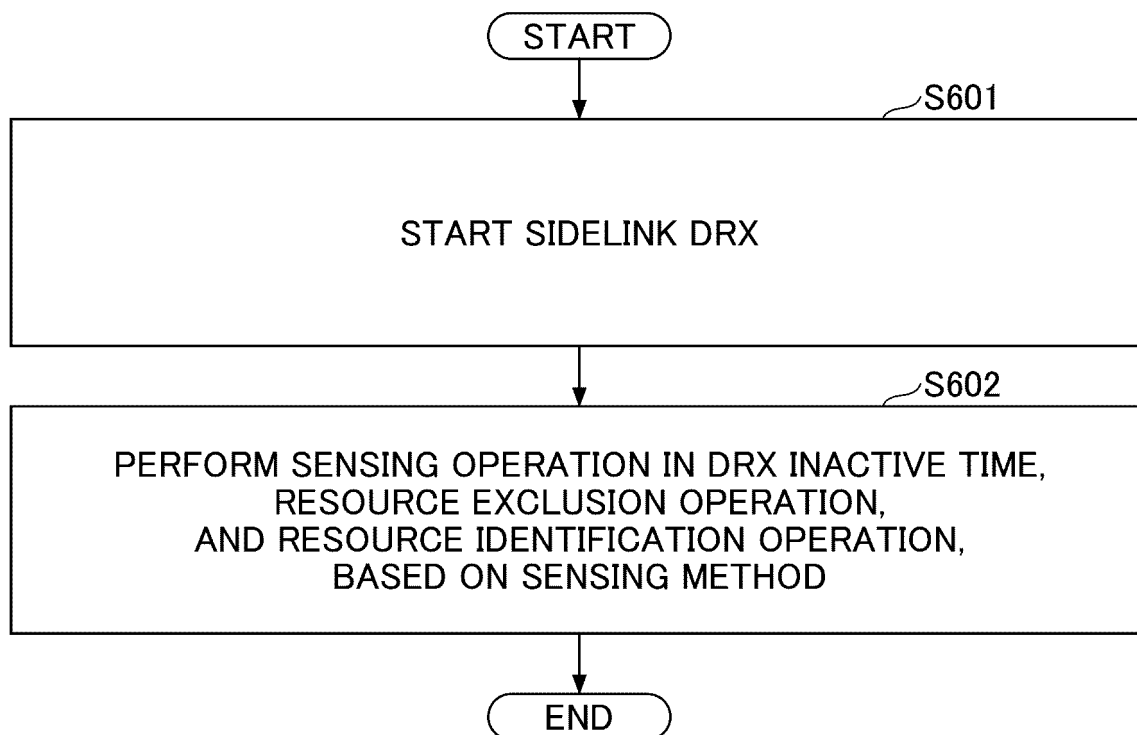 START
S601
START SIDELINK DRX
S602
PERFORM SENSING OPERATION IN DRX INACTIVE TIME,
RESOURCE EXCLUSION OPERATION,
AND RESOURCE IDENTIFICATION OPERATION,
BASED ON SENSING METHOD
END